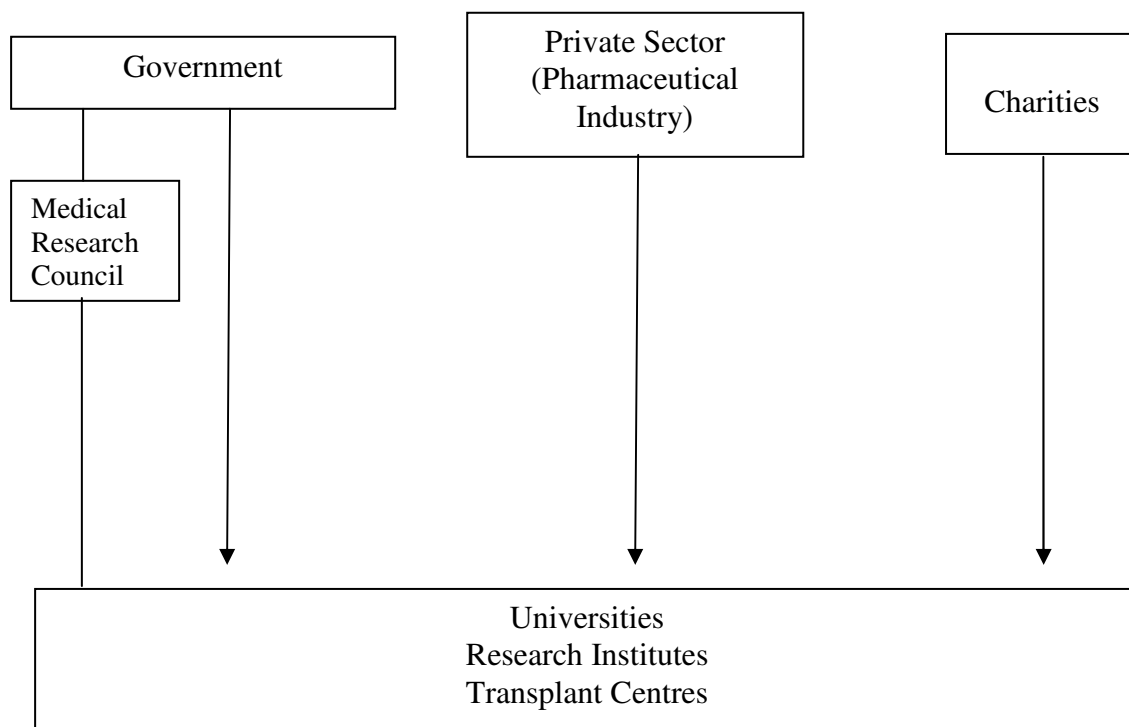 Government
Private Sector
(Pharmaceutical
Industry)
Charities
Medical
Research
Council
Universities
Research Institutes
Transplant Centres